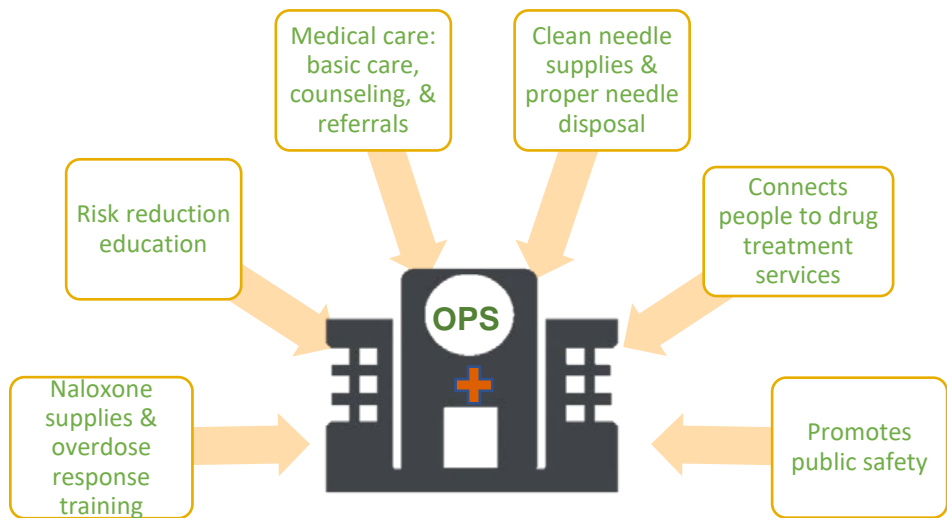 Medical care:
basic care,
counseling, &
referrals
Clean needle
supplies &
proper needle
disposal
Risk reduction
education
Connects
people to drug
treatment
services
OPS
Naloxone
supplies &
overdose
response
training
Promotes
public safety